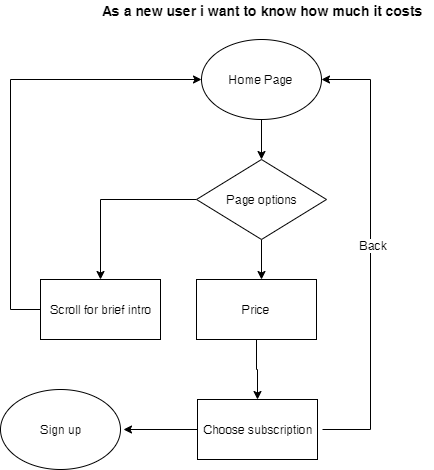 As a new user i want to know how much it costs
Home Page
Page options
Back
Scroll for brief intro
Price
Sign up
Choose subscription